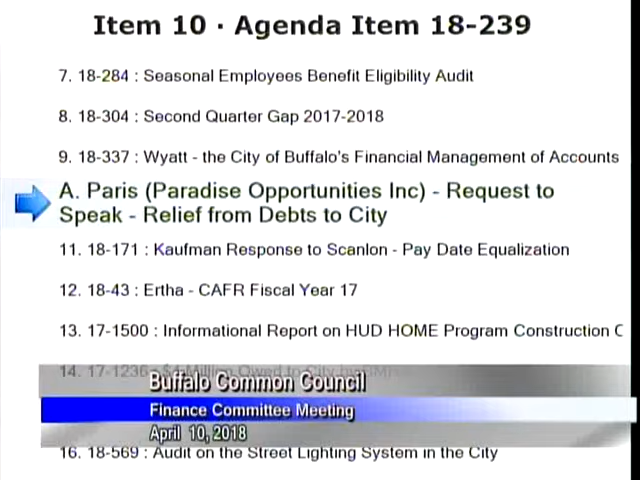 Item 10 · Agenda Item 18-239
7. 18-284 : Seasonal Employees Benefit Eligibility Audit
8. 18-304 : Second Quarter Gap 2017-2018
9. 18-337 : Wyatt - the City of Buffalo's Financial Management of Accounts
A. Paris (Paradise Opportunities Inc) - Request to
Speak - Relief from Debts to City
11. 18-171 : Kaufman Response to Scanlon - Pay Date Equalization
12. 18-43 : Ertha - CAFR Fiscal Year 17
13. 17-1500 : Informational Report on HUD HOME Program Construction C
14. 17-1236
Buffalo Common Council
Finance Committee Meeting
April 10, 2018
16. 18-569 : Audit on the Street Lighting System in the City